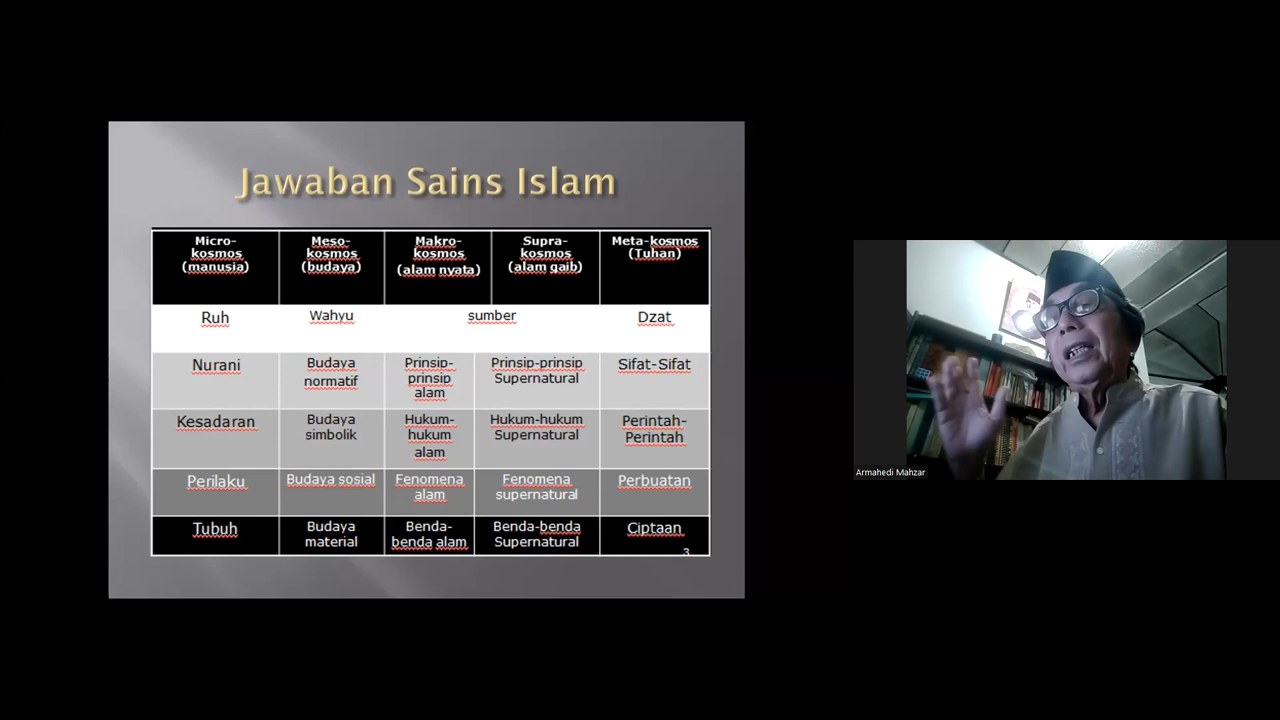 Jawaban Sains Islam
Micro-
kosmos
(manusia)
Meso-
kosmos
(budaya)
Makro-
kosmos
(alam nyata)
Supra-
kosmos
(alam gaib)
Meta-kosmos
(Tuhan)
Ruh
Wahyu
sumber
Dzat
Nurani
Budaya
normatif
Prinsip-
prinsip
alam
Prinsip-prinsip
Supernatural
Sifat-Sifat
Kesadaran
Budaya
simbolik
Hukum-
hukum
alam
Hukum-hukum
Supernatural
Perintah-
Perintah
Perilaku
Budaya sosial
Fenomena
alam
Fenomena
supernatural
Perbuatan
Tubuh
Budaya
material
Benda-
benda alam
Benda-benda
Supernatural
Ciptaan
3
Armahedi Mahzar